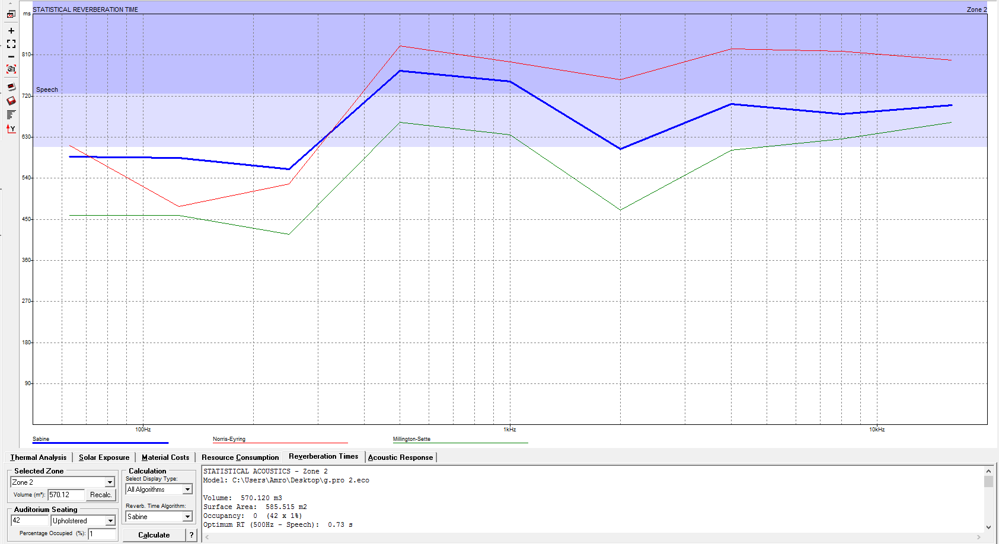 STATISTICAL REVERBERATION TIME
Zone 2
ms
810
Speech
720
630
540
450
360
270
180
90
100Hz
1kHz
10kHz
Sabine
Norris-Eyring
Millington-Sette
Thermal Analysis
Solar Exposure
Material Costs
Resource Consumption
Reverberation Times
Acoustic Response
Selected Zone
Zone 2
Volume (m³):
570.12
Recalc.
Auditorium Seating
42
Upholstered
Percentage Occupied (%):
1
Calculation
Select Display Type:
All Algorithms
Reverb. Time Algorithm:
Sabine
Calculate
?
STATISTICAL ACOUSTICS - Zone 2
Model: C:\Users\Amro\Desktop\g.pro 2.eco
Volume: 570.120 m3
Surface Area: 585.515 m2
Occupancy: 0 (42 x 1%)
Optimum RT (500Hz - Speech): 0.73 s